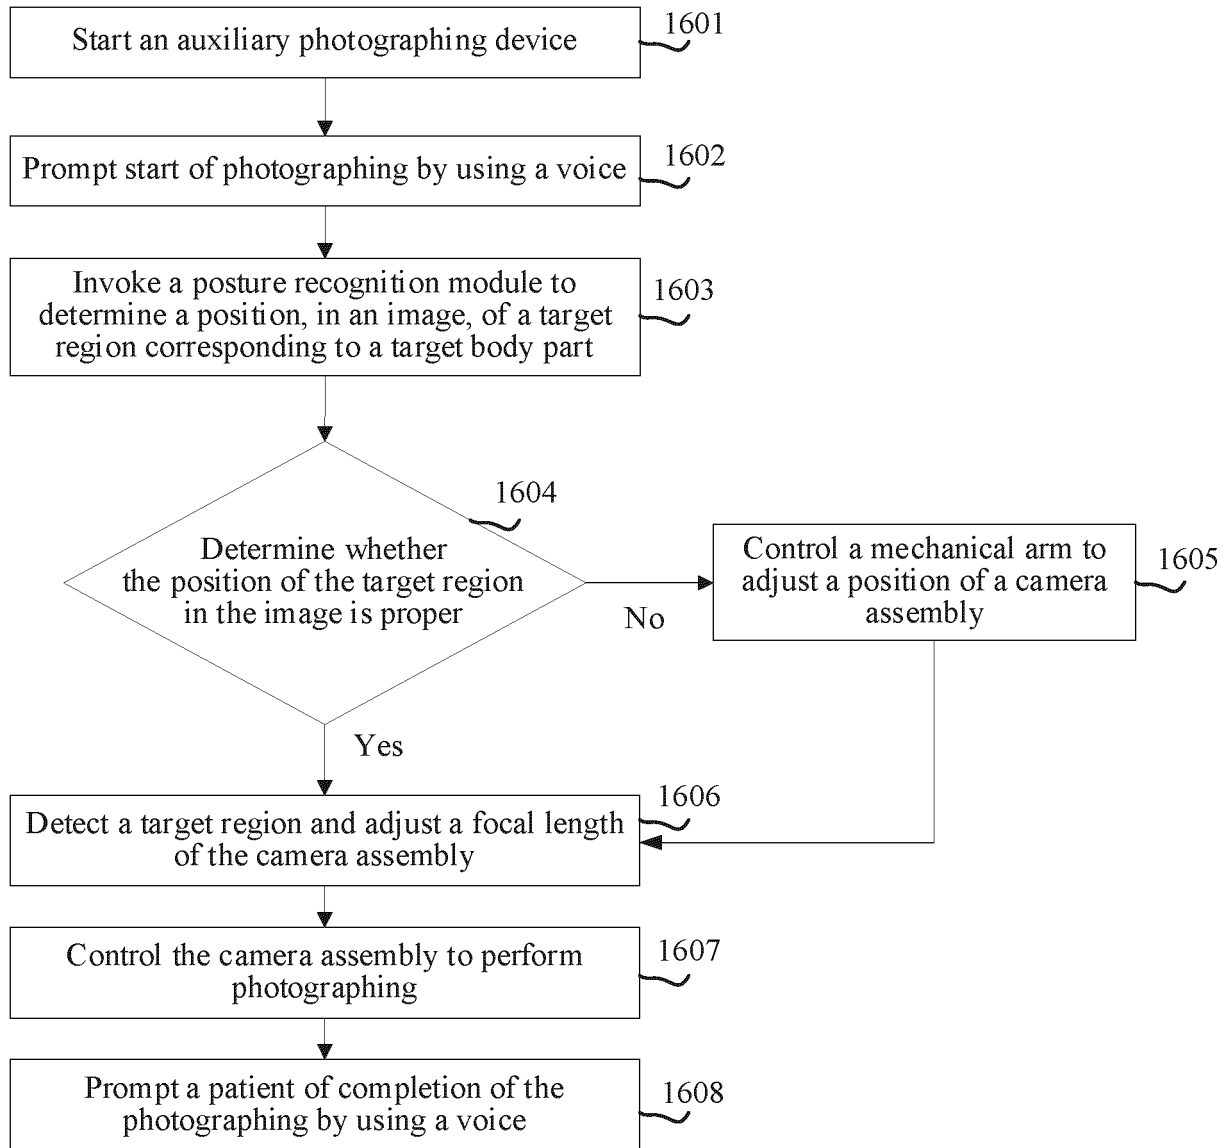 Start an auxiliary photographing device
1601
Prompt start of photographing by using a voice
1602
Invoke a posture recognition module to
determine a position, in an image, of a target
region corresponding to a target body part
1603
1604
Determine whether
the position of the target region
in the image is proper
No
Control a mechanical arm to
adjust a position of a camera
assembly
1605
Yes
Detect a target region and adjust a focal length
of the camera assembly
1606
Control the camera assembly to perform
photographing
1607
Prompt a patient of completion of the
photographing by using a voice
1608